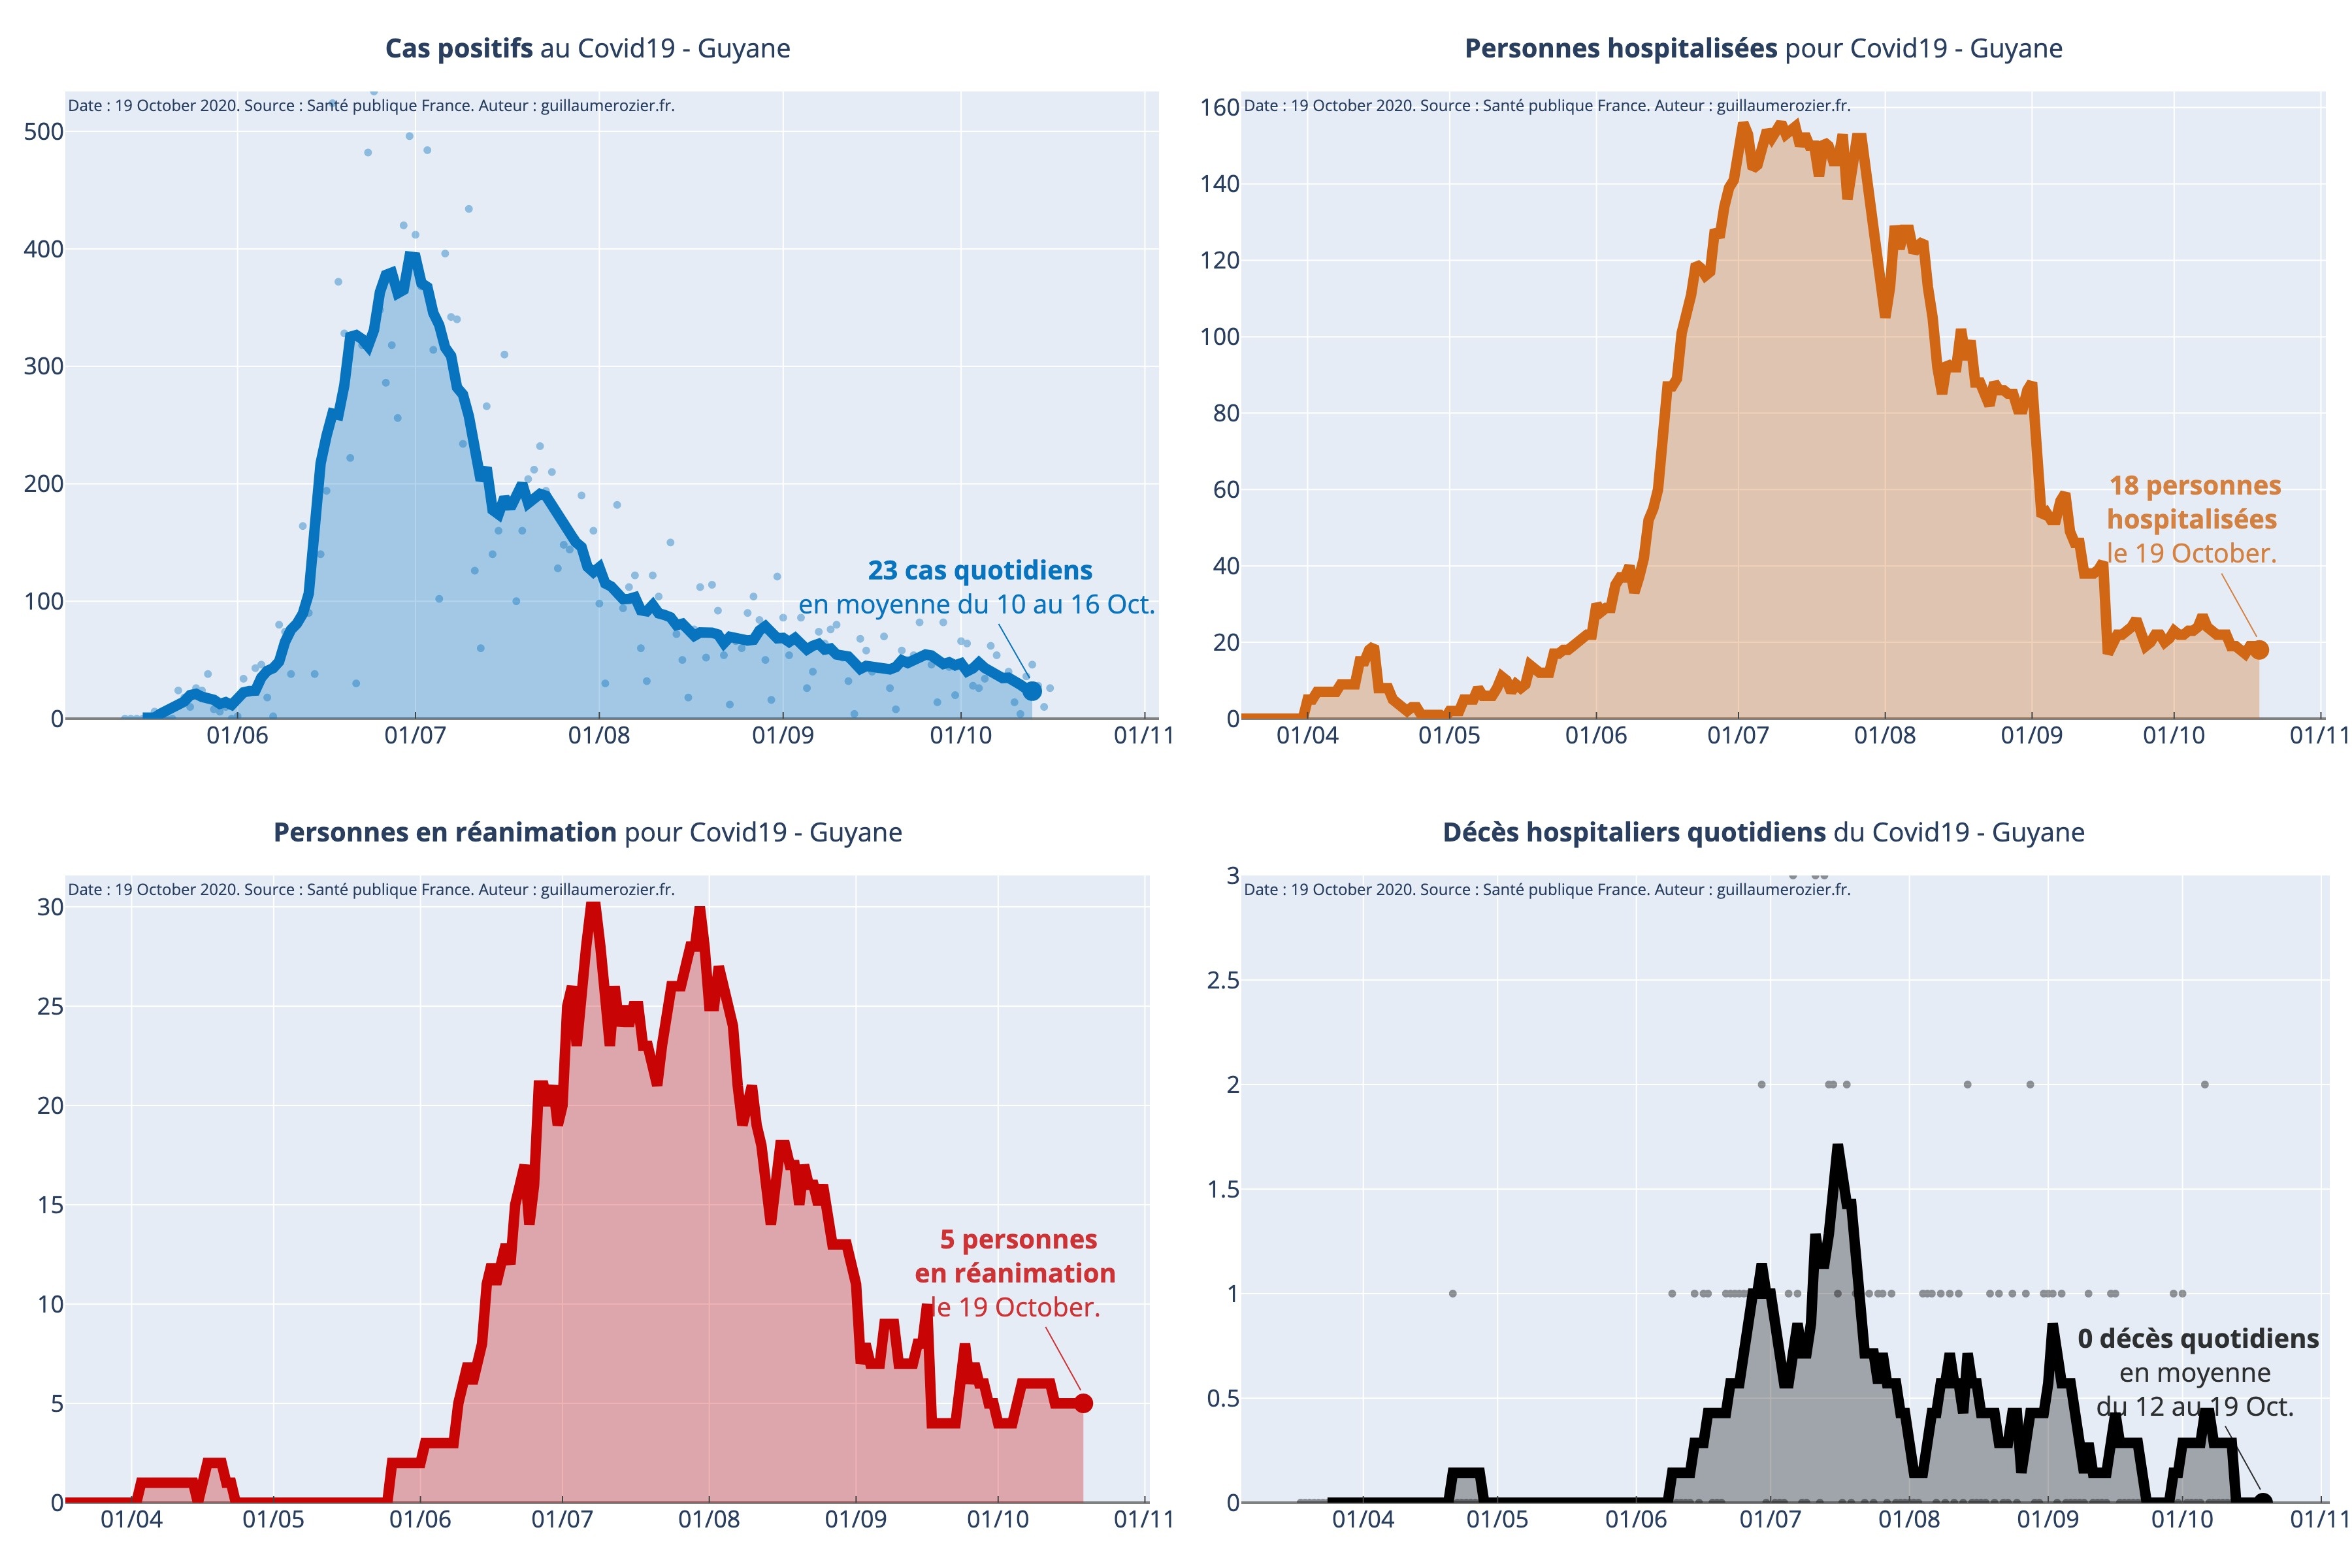 Cas positifs au Covid19 - Guyane
Date : 19 October 2020. Source : Santé publique France. Auteur : guillaumerozier.fr.
500
400
300
200
100
0
23 cas quotidiens
en moyenne du 10 au 16 Oct.
01/06 01/07 01/08 01/09 01/10 01/11
Personnes hospitalisées pour Covid19 - Guyane
Date : 19 October 2020. Source : Santé publique France. Auteur : guillaumerozier.fr.
160
140
120
100
80
60
40
20
0
18 personnes
hospitalisées
le 19 October.
01/04 01/05 01/06 01/07 01/08 01/09 01/10 01/11
Personnes en réanimation pour Covid19 - Guyane
Date : 19 October 2020. Source : Santé publique France. Auteur : guillaumerozier.fr.
30
25
20
15
10
5
0
5 personnes
en réanimation
le 19 October.
01/04 01/05 01/06 01/07 01/08 01/09 01/10 01/11
Décès hospitaliers quotidiens du Covid19 - Guyane
Date : 19 October 2020. Source : Santé publique France. Auteur : guillaumerozier.fr.
3
2.5
2
1.5
1
0.5
0
0 décès quotidiens
en moyenne
du 12 au 19 Oct.
01/04 01/05 01/06 01/07 01/08 01/09 01/10 01/11